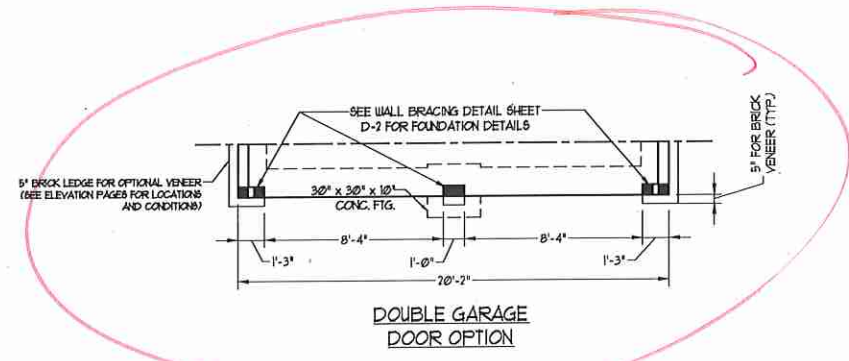 SEE WALL BRACING DETAIL SHEET
D-2 FOR FOUNDATION DETAILS
5" FOR BRICK
VENEER (TYP.)
5" BRICK LEDGE FOR OPTIONAL VENEER
(SEE ELEVATION PAGES FOR LOCATIONS
AND CONDITIONS)
30" x 30" x 10"
CONC. FTG.
8'-4"
8'-4"
1'-3"
1'-0"
1'-3"
20'-2"
DOUBLE GARAGE
DOOR OPTION